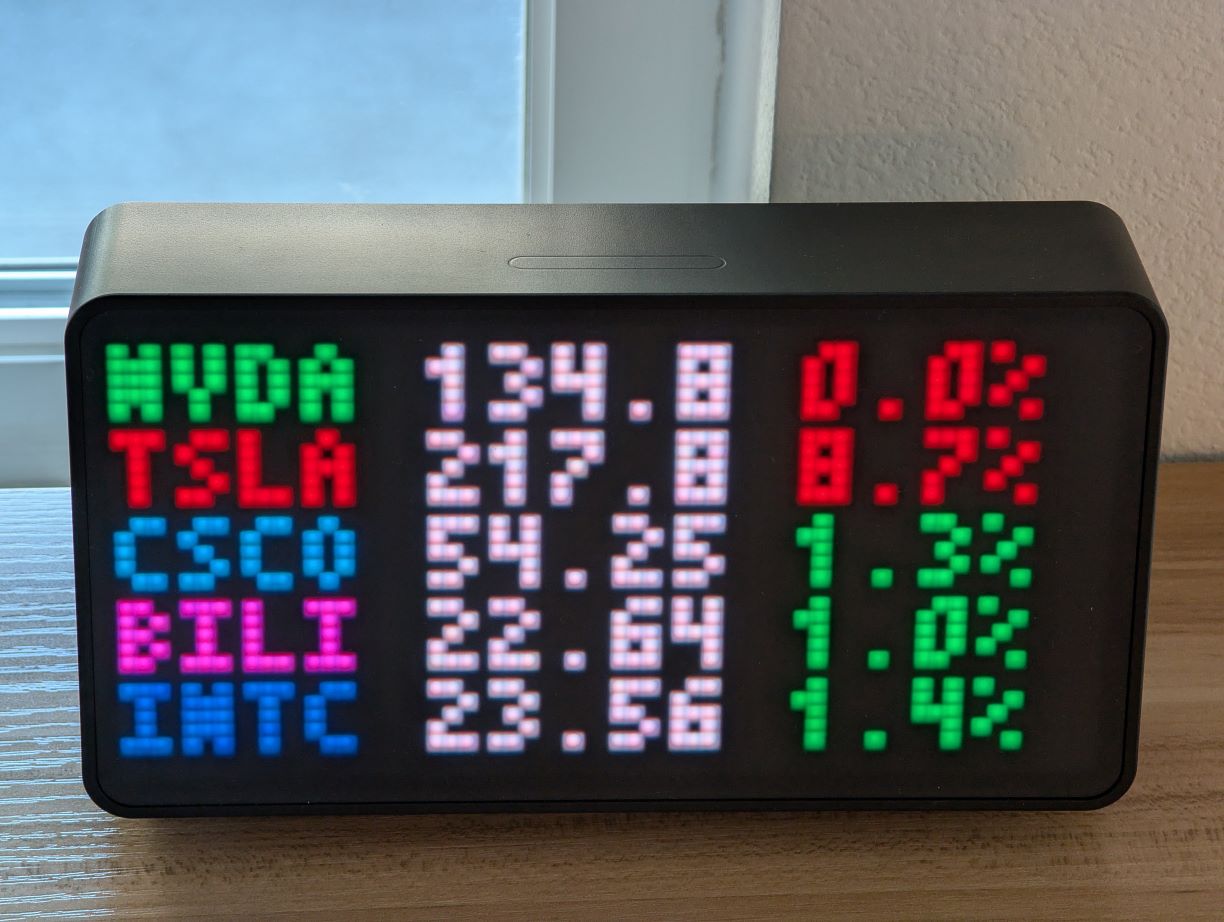 NVDA 134.8 0.0%
TSLA 217.8 8.7%
CSCO 54.25 1.3%
BILI 22.64 1.0%
INTC 23.56 1.4%